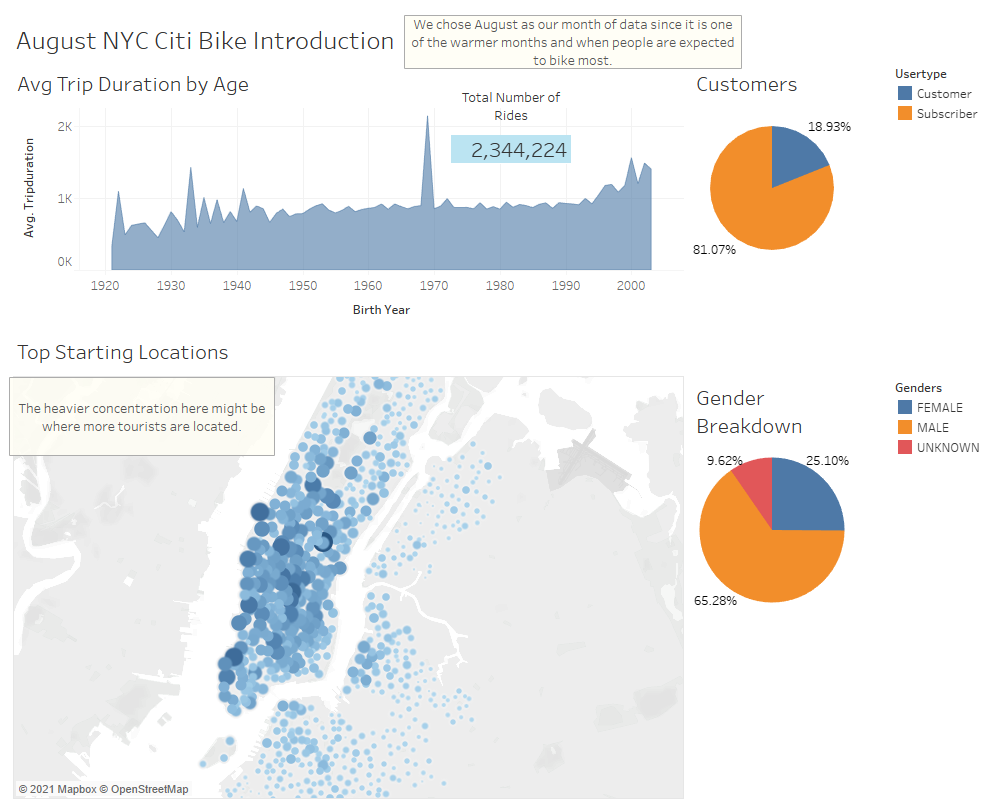 August NYC Citi Bike Introduction
We chose August as our month of data since it is one
of the warmer months and when people are expected
to bike most.
Avg Trip Duration by Age
Total Number of
Rides
2,344,224
2K
1K
0K
Avg. Tripduration
1920
1930
1940
1950
1960
1970
1980
1990
2000
Birth Year
Customers
18.93%
81.07%
Usertype
Customer
Subscriber
Top Starting Locations
The heavier concentration here might be
where more tourists are located.
© 2021 Mapbox © OpenStreetMap
Gender
Breakdown
9.62%
25.10%
65.28%
Genders
FEMALE
MALE
UNKNOWN